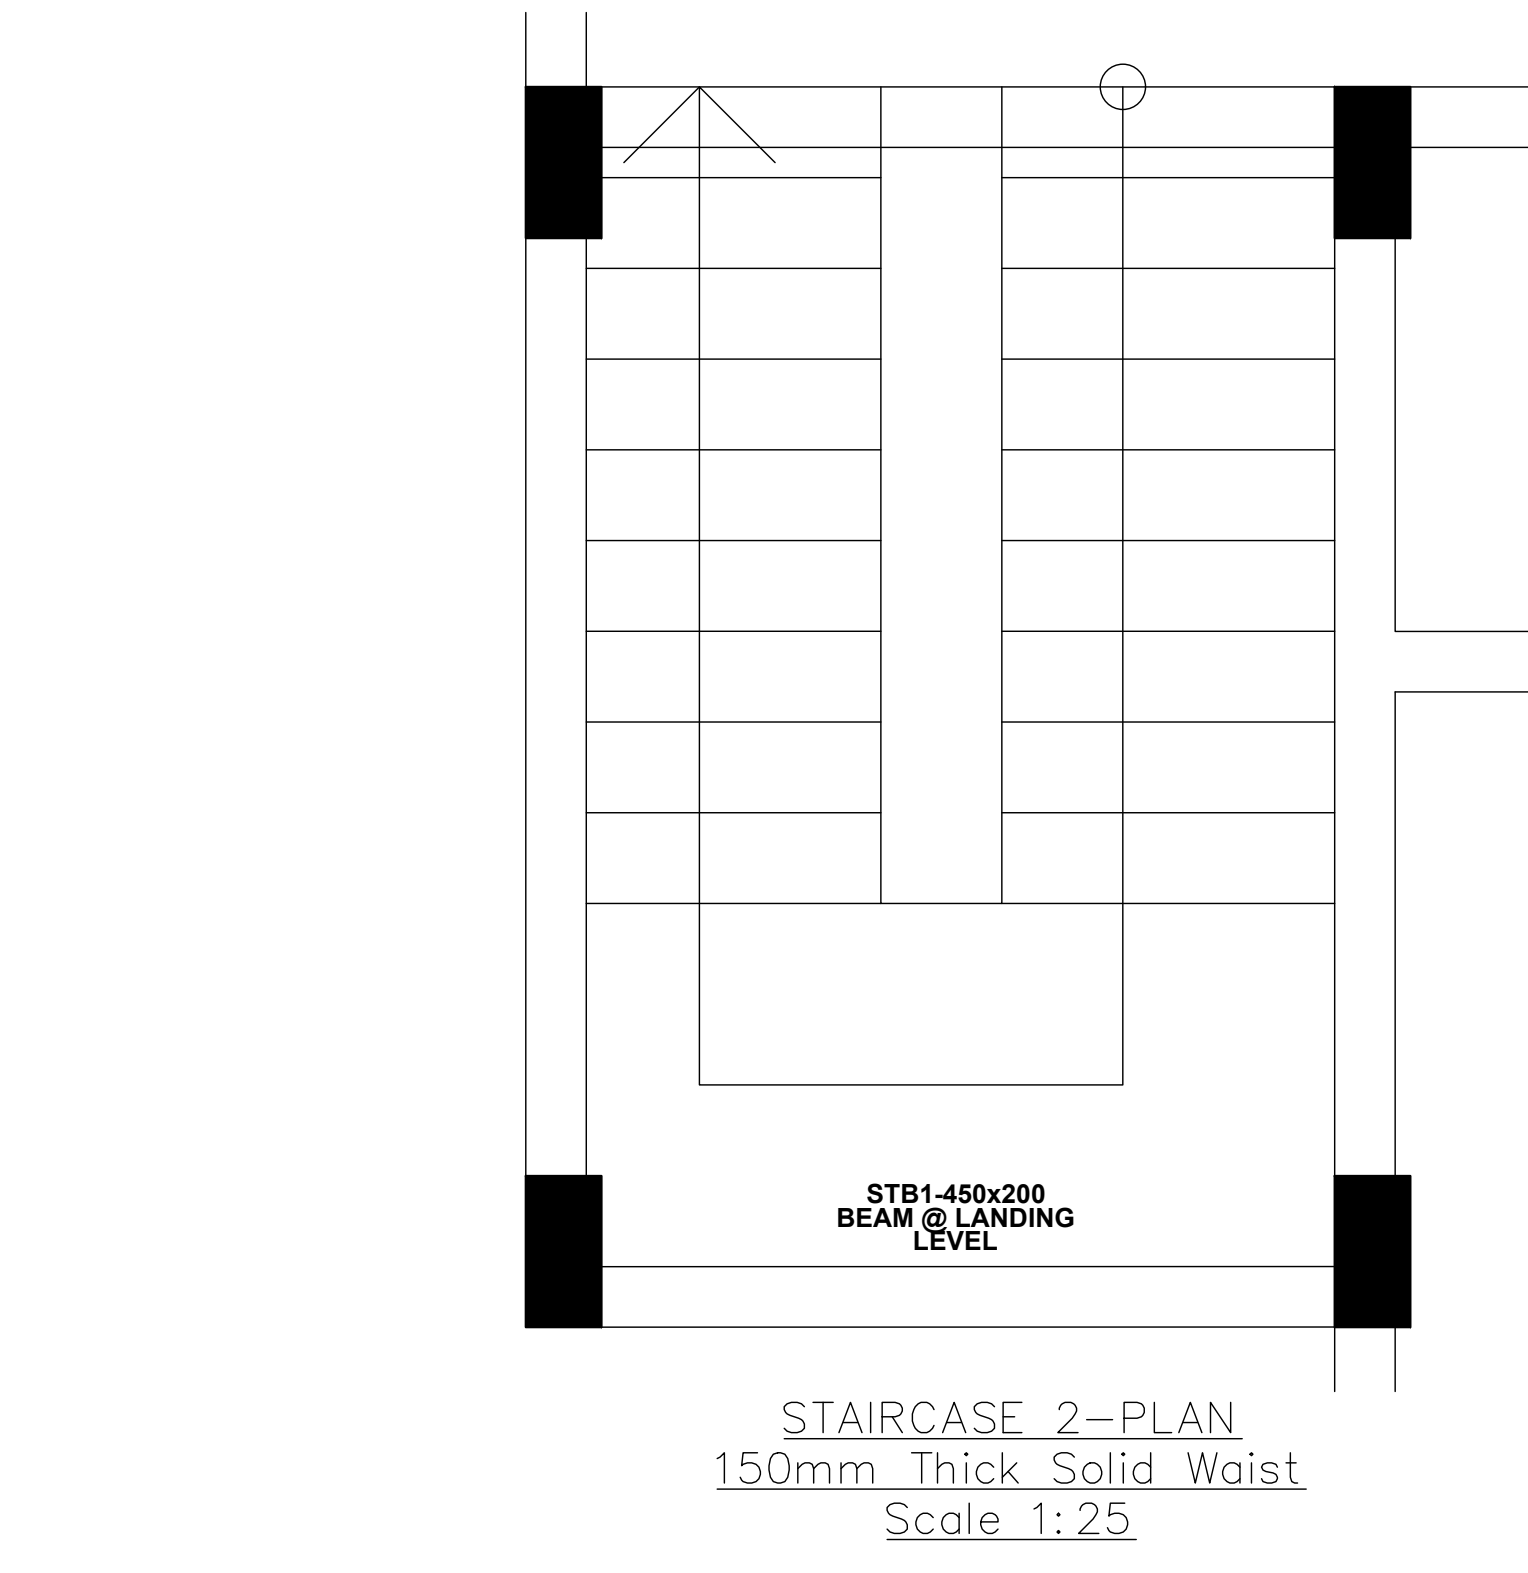 STB1-450x200
BEAM @ LANDING
LEVEL
STAIRCASE 2-PLAN
150mm Thick Solid Waist
Scale 1:25